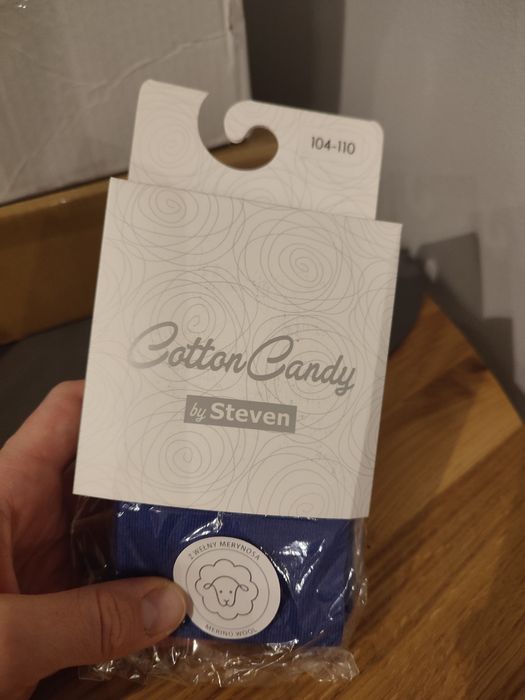 104-110
Cotton Candy
by Steven
Z WEŁNY MERYNOSA
MERINO WOOL